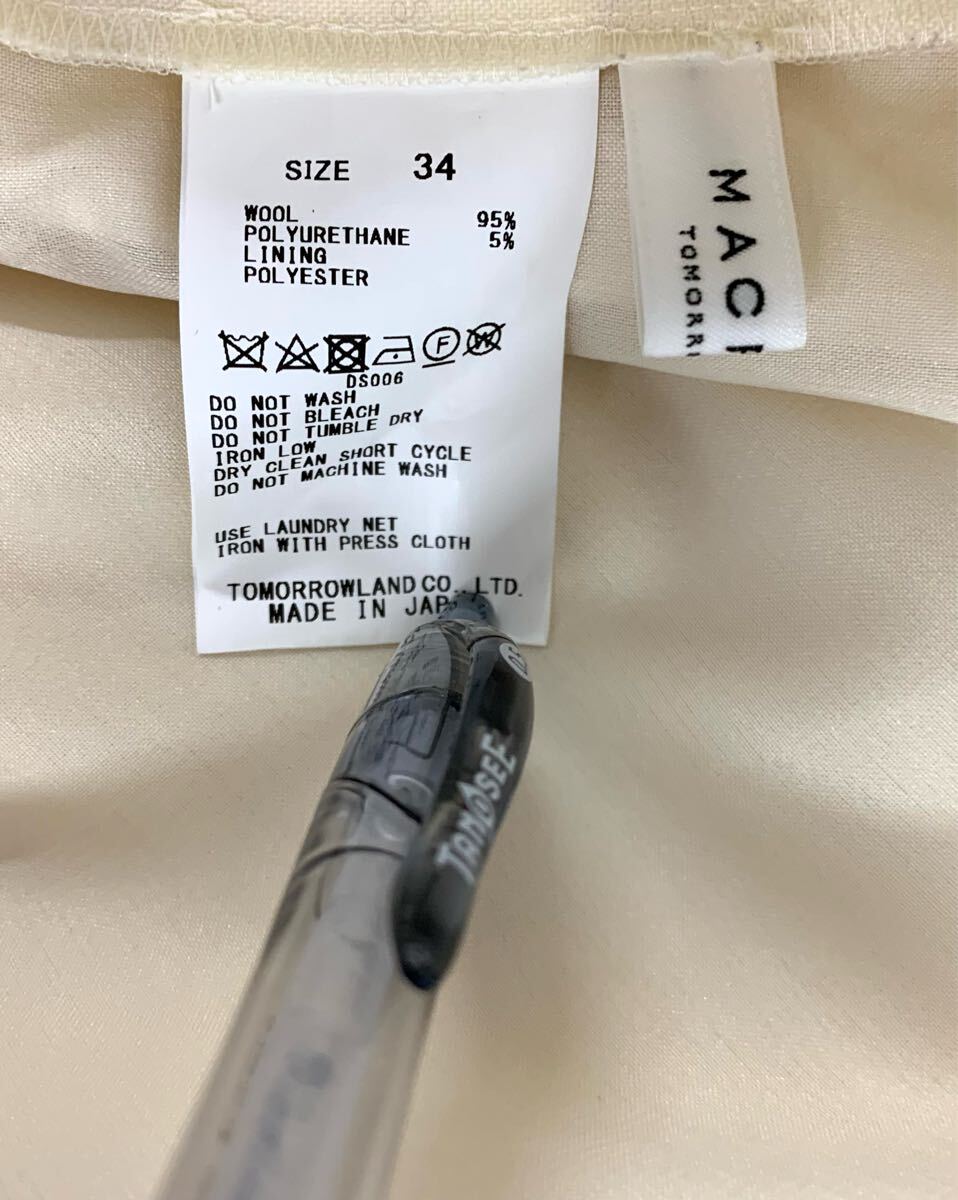 SIZE 34
WOOL 95%
POLYURETHANE 5%
LINING
POLYESTER
F W
DS006
DO NOT WASH
DO NOT BLEACH
DO NOT TUMBLE DRY
IRON LOW
DRY CLEAN SHORT CYCLE
DO NOT MACHINE WASH
USE LAUNDRY NET
IRON WITH PRESS CLOTH
TOMORROWLAND CO., LTD.
MADE IN JAP
MAC
TOMORR
TANOSEE